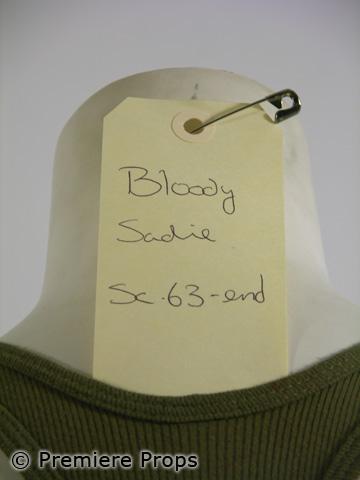 Bloody
Sadie
Sc.63-end
© Premiere Props